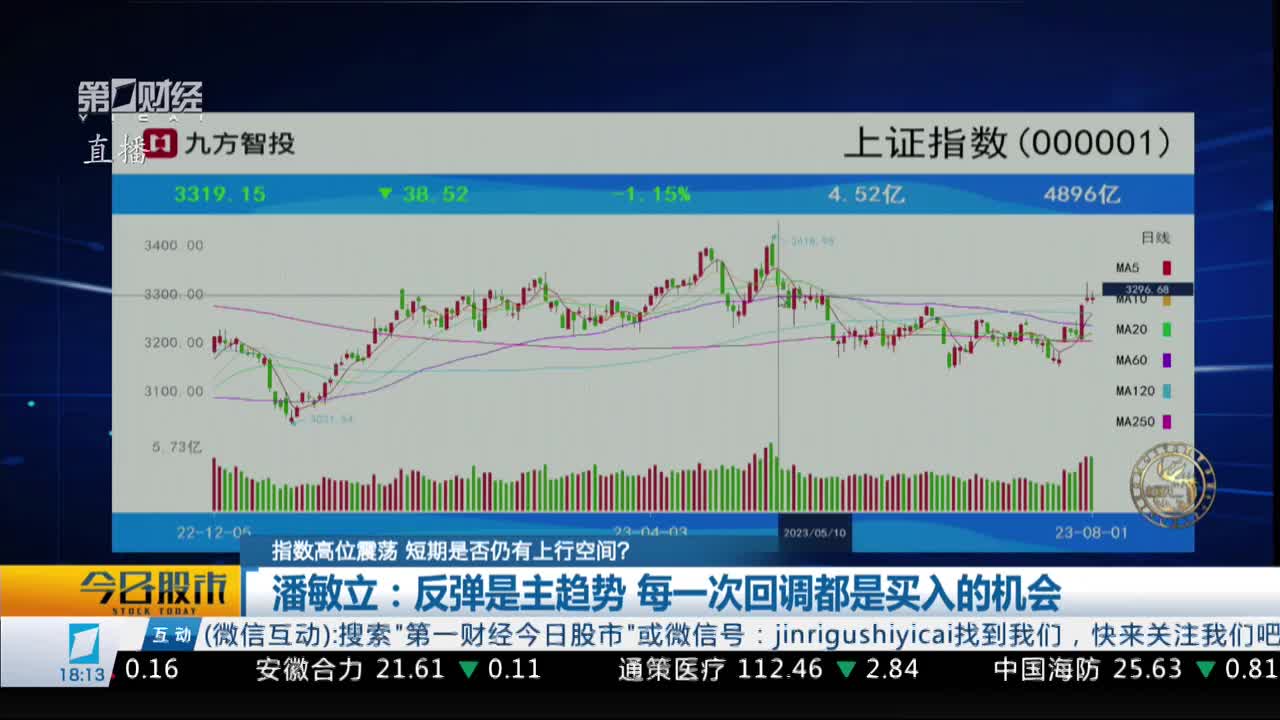 第一财经
YICAI
直播
九方智投
上证指数(000001)
3319.15 ▼ 38.52 -1.15% 4.52亿 4896亿
日线
3400.00
3418.95
MA5
3300.00
3296.68
MA10
MA20
3200.00
MA60
3100.00
MA120
MA250
5.73亿
22-12-05 23-04-03 2023/05/10 23-08-01
指数高位震荡 短期是否仍有上行空间?
今日股市
STOCK TODAY
潘敏立：反弹是主趋势 每一次回调都是买入的机会
互动
(微信互动):搜索"第一财经今日股市"或微信号：jinrigushiyicai找到我们，快来关注我们吧
18:13
0.16 安徽合力 21.61 ▼ 0.11 通策医疗 112.46 ▼ 2.84 中国海防 25.63 ▼ 0.81